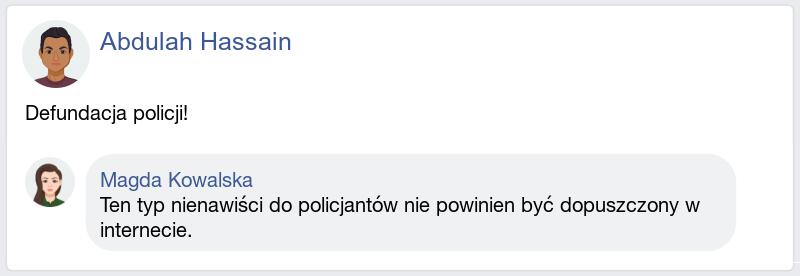 Abdulah Hassain
Defundacja policji!
Magda Kowalska
Ten typ nienawiści do policjantów nie powinien być dopuszczony w
internecie.